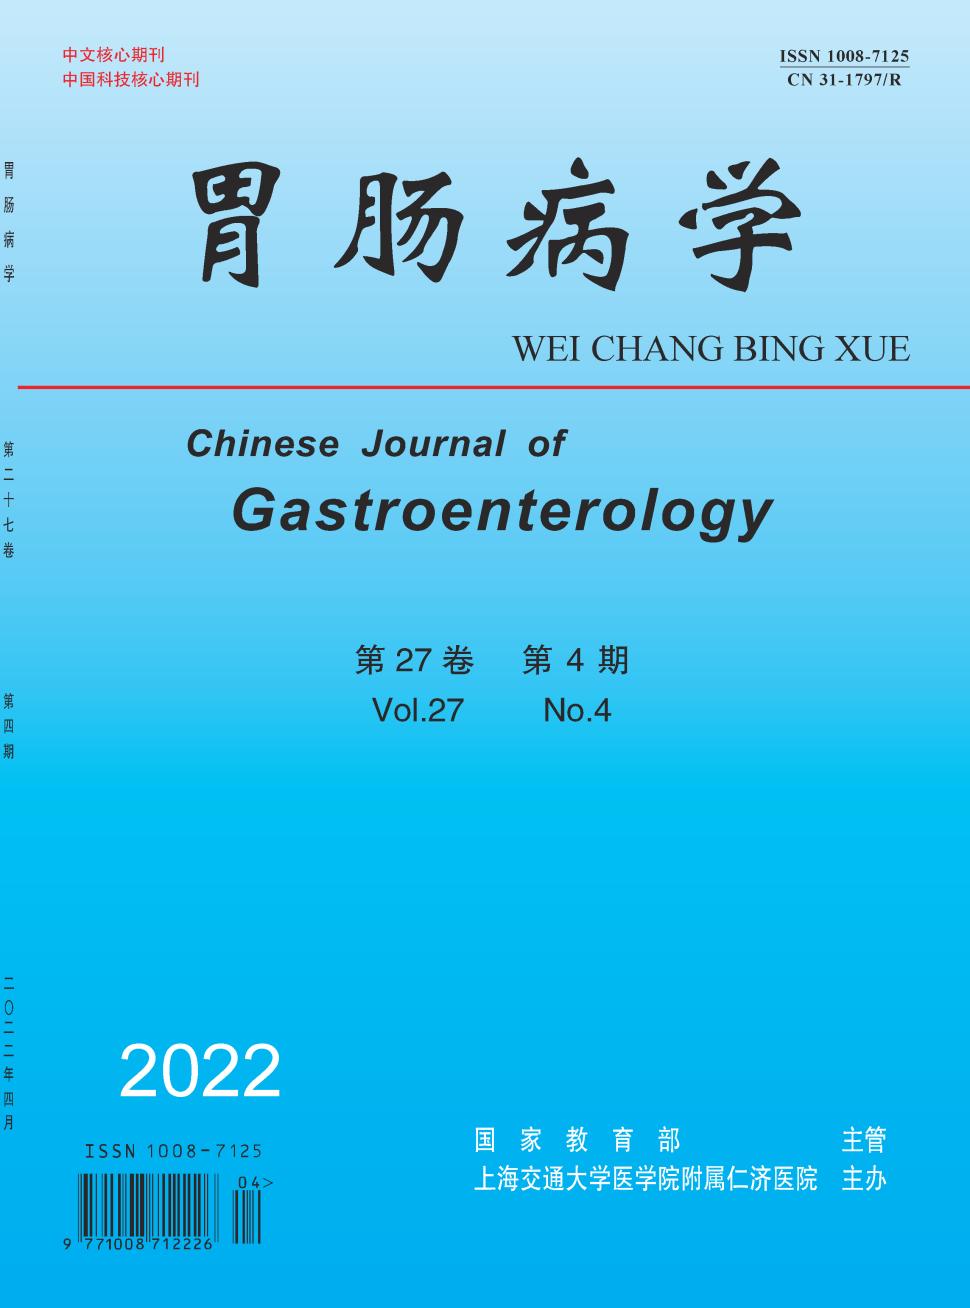 中文核心期刊
中国科技核心期刊
ISSN 1008-7125
CN 31-1797/R
胃肠病学
WEI CHANG BING XUE
Chinese Journal of
Gastroenterology
第 27 卷 第 4 期
Vol.27 No.4
2022
ISSN 1008-7125
04>
9 771008 712226
国家教育部 主管
上海交通大学医学院附属仁济医院 主办
胃肠病学
第二十七卷
第四期
二〇二二年四月